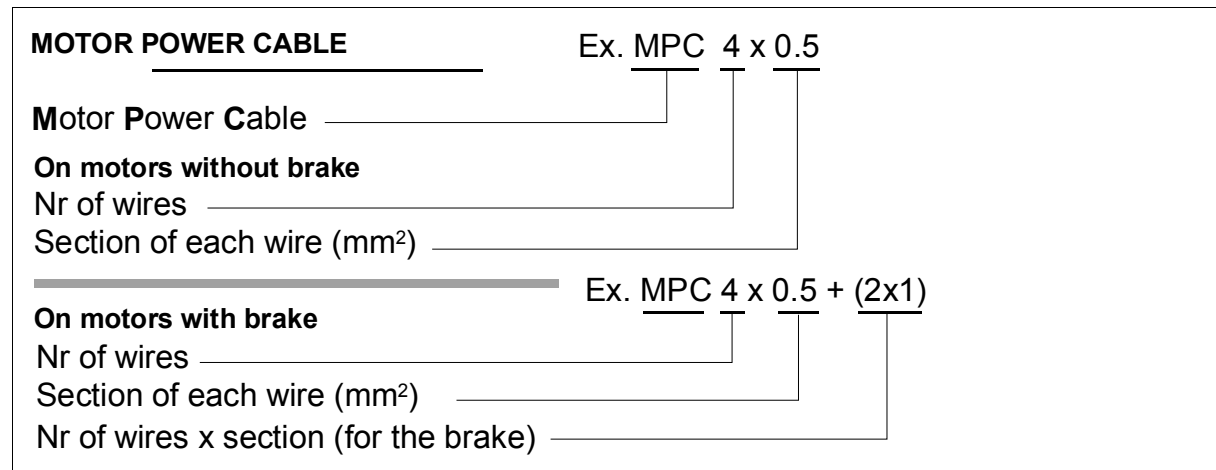 MOTOR POWER CABLE
Ex. MPC 4 x 0.5
Motor Power Cable
On motors without brake
Nr of wires
Section of each wire (mm²)
Ex. MPC 4 x 0.5 + (2x1)
On motors with brake
Nr of wires
Section of each wire (mm²)
Nr of wires x section (for the brake)